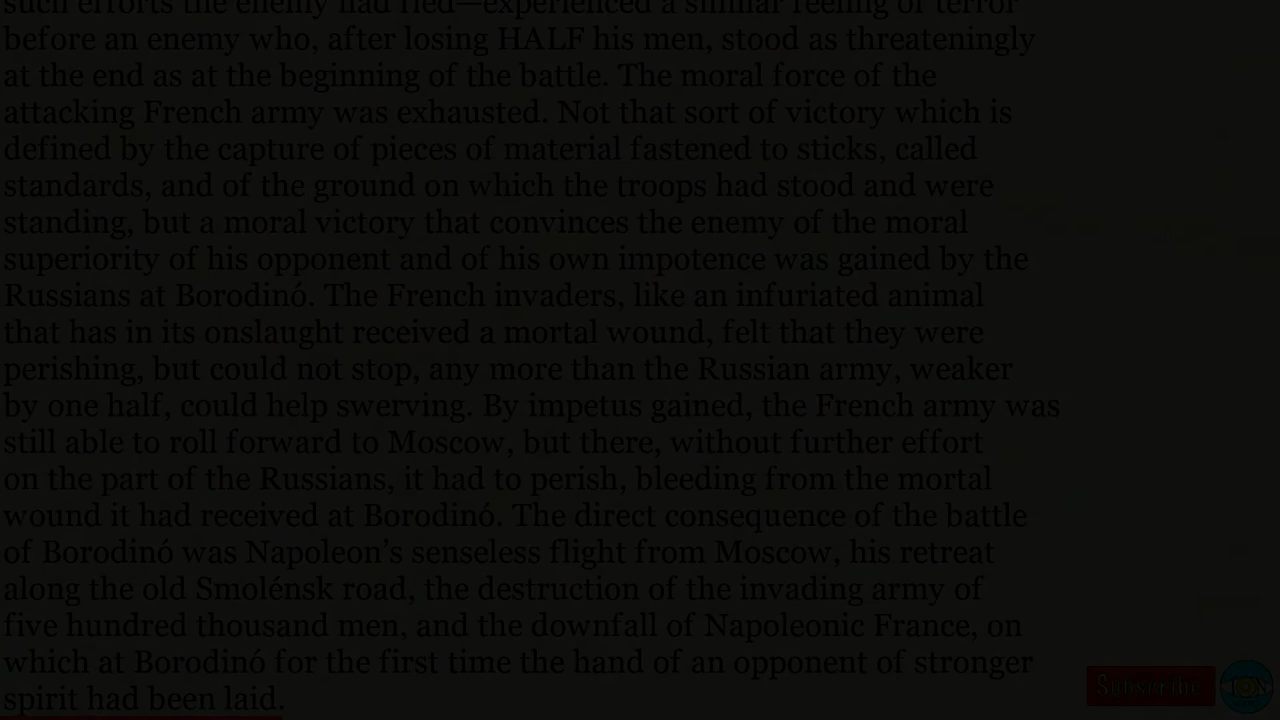 such efforts the enemy had fled—experienced a similar feeling of terror
before an enemy who, after losing HALF his men, stood as threateningly
at the end as at the beginning of the battle. The moral force of the
attacking French army was exhausted. Not that sort of victory which is
defined by the capture of pieces of material fastened to sticks, called
standards, and of the ground on which the troops had stood and were
standing, but a moral victory that convinces the enemy of the moral
superiority of his opponent and of his own impotence was gained by the
Russians at Borodinó. The French invaders, like an infuriated animal
that has in its onslaught received a mortal wound, felt that they were
perishing, but could not stop, any more than the Russian army, weaker
by one half, could help swerving. By impetus gained, the French army was
still able to roll forward to Moscow, but there, without further effort
on the part of the Russians, it had to perish, bleeding from the mortal
wound it had received at Borodinó. The direct consequence of the battle
of Borodinó was Napoleon’s senseless flight from Moscow, his retreat
along the old Smolénsk road, the destruction of the invading army of
five hundred thousand men, and the downfall of Napoleonic France, on
which at Borodinó for the first time the hand of an opponent of stronger
spirit had been laid.
Subscribe